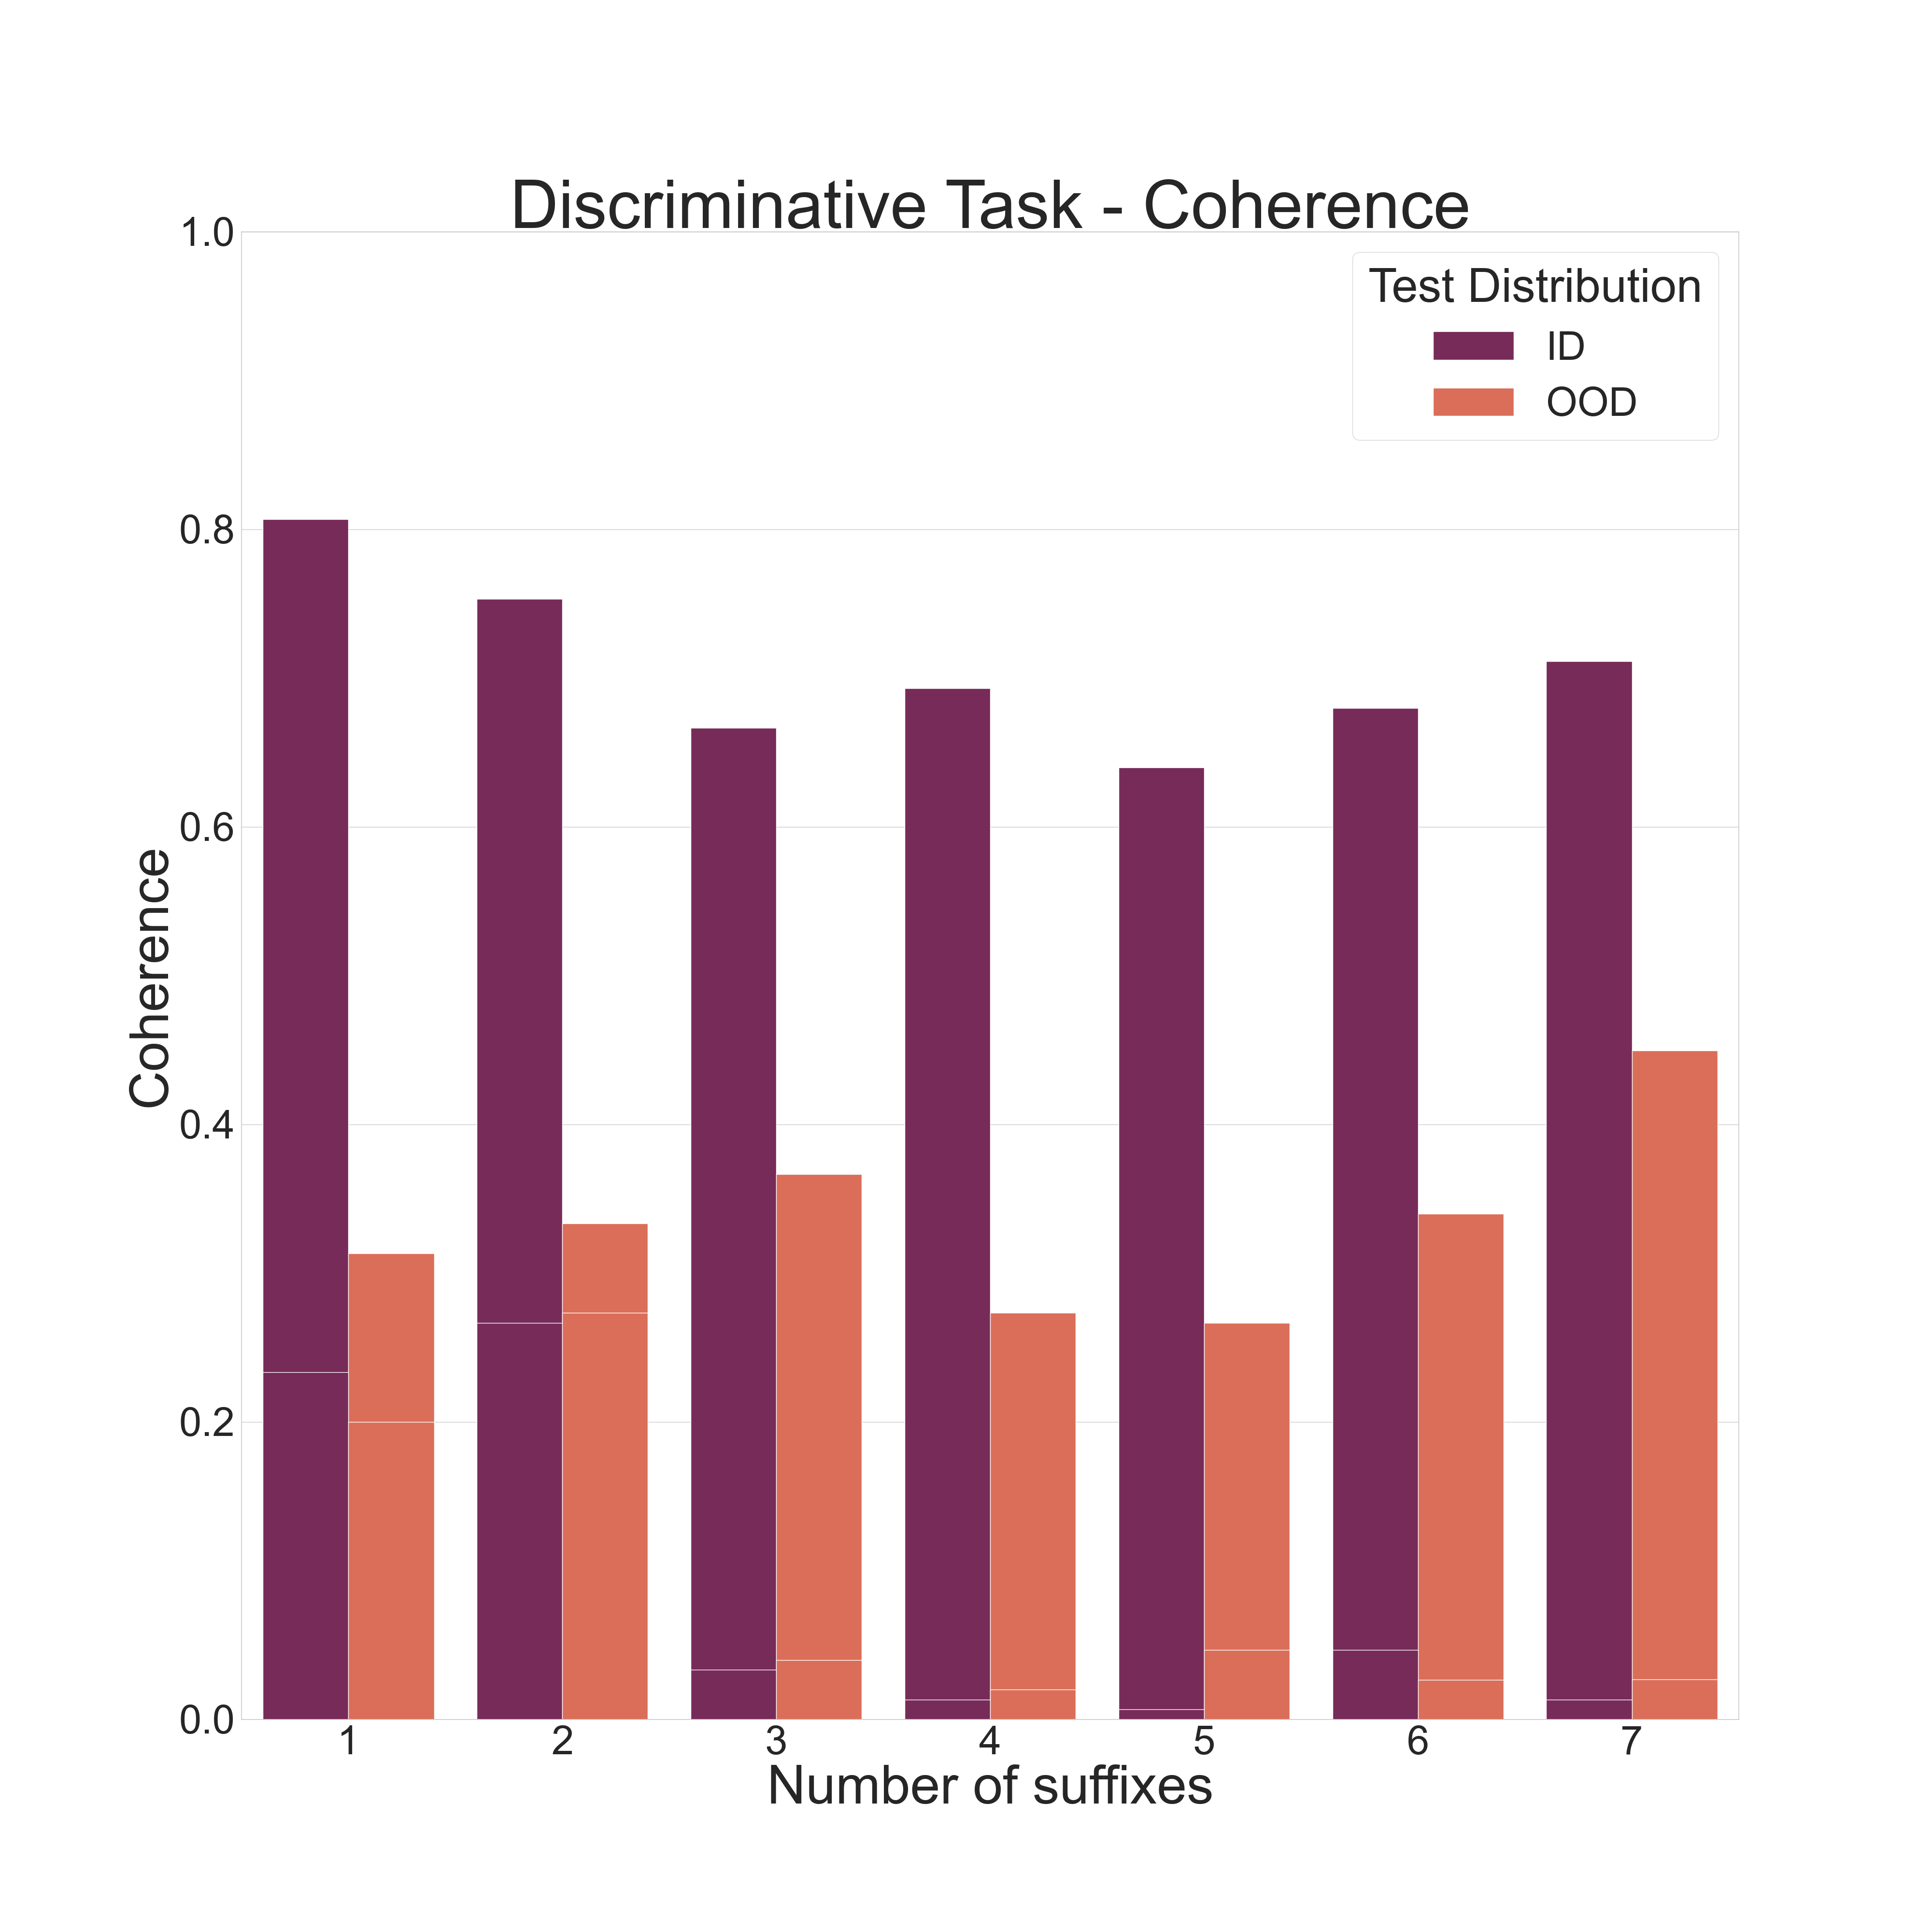 Discriminative Task - Coherence
Test Distribution
ID
OOD
Coherence
1.0
0.8
0.6
0.4
0.2
0.0
1 2 3 4 5 6 7
Number of suffixes